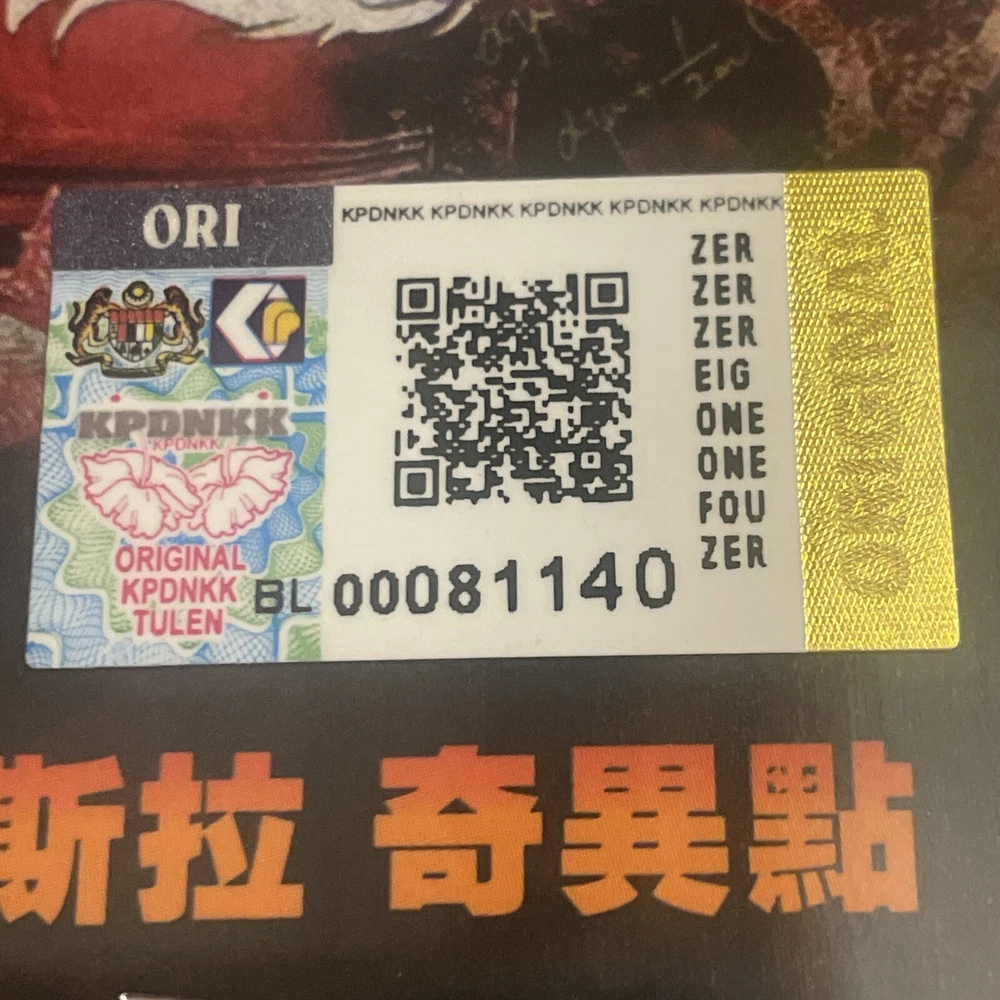 ORI
KPDNKK KPDNKK KPDNKK KPDNKK KPDNKK
ZER
ZER
ZER
EIG
ONE
ONE
FOU
ZER
KPDNKK
KPDNKK
ORIGINAL
KPDNKK
TULEN
BL 00081140
ORIGINAL
斯拉 奇異點